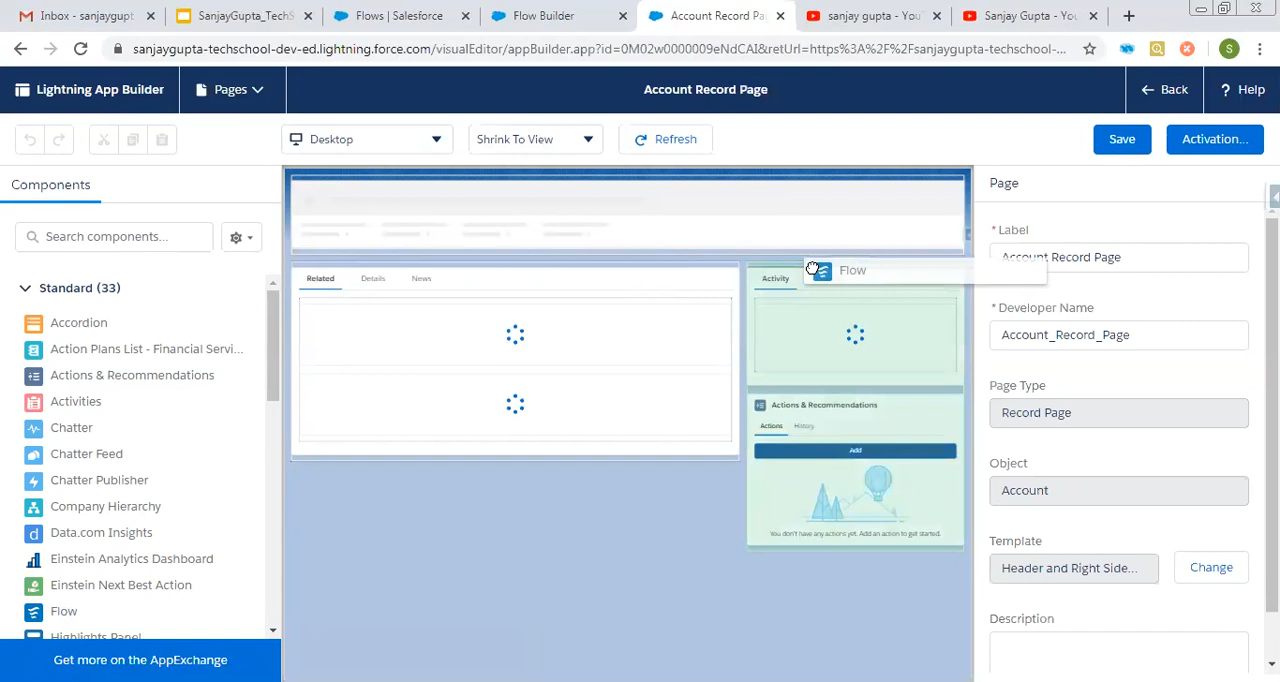 Inbox - sanjaygupt
SanjayGupta_TechS
Flows | Salesforce
Flow Builder
Account Record Pa
sanjay gupta - You
Sanjay Gupta - You
sanjaygupta-techschool-dev-ed.lightning.force.com/visualEditor/appBuilder.app?id=0M02w0000009eNdCAI&retUrl=https%3A%2F%2Fsanjaygupta-techschool-...
S
Lightning App Builder
Pages
Account Record Page
Back
? Help
Desktop
Shrink To View
Refresh
Save
Activation...
Components
Search components...
Standard (33)
Accordion
Action Plans List - Financial Servi...
Actions & Recommendations
Activities
Chatter
Chatter Feed
Chatter Publisher
Company Hierarchy
Data.com Insights
Einstein Analytics Dashboard
Einstein Next Best Action
Flow
Highlights Panel
Get more on the AppExchange
Related
Details
News
Activity
Flow
Actions & Recommendations
Actions
History
Add
You don't have any actions yet. Add an action to get started.
Page
* Label
Account Record Page
* Developer Name
Account_Record_Page
Page Type
Record Page
Object
Account
Template
Header and Right Side...
Change
Description